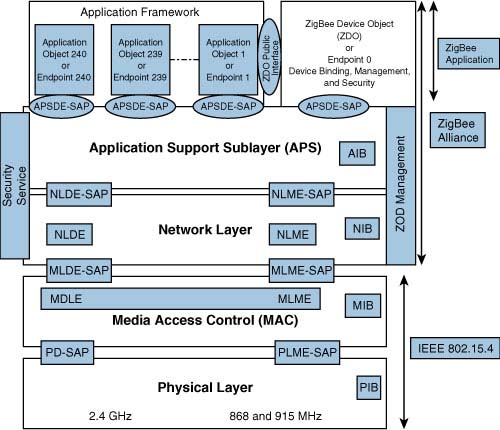 Application Framework
Application
Object 240
or
Endpoint 240
Application
Object 239
or
Endpoint 239
Application
Object 1
or
Endpoint 1
ZDO Public
Interface
ZigBee Device Object
(ZDO)
or
Endpoint 0
Device Binding, Management,
and Security
ZigBee
Application
APSDE-SAP
APSDE-SAP
APSDE-SAP
APSDE-SAP
ZigBee
Alliance
Security
Service
Application Support Sublayer (APS)
AIB
ZOD Management
NLDE-SAP
NLME-SAP
NLDE
Network Layer
NLME
NIB
MLDE-SAP
MLME-SAP
MDLE
MLME
MIB
Media Access Control (MAC)
PD-SAP
PLME-SAP
IEEE 802.15.4
Physical Layer
PIB
2.4 GHz
868 and 915 MHz